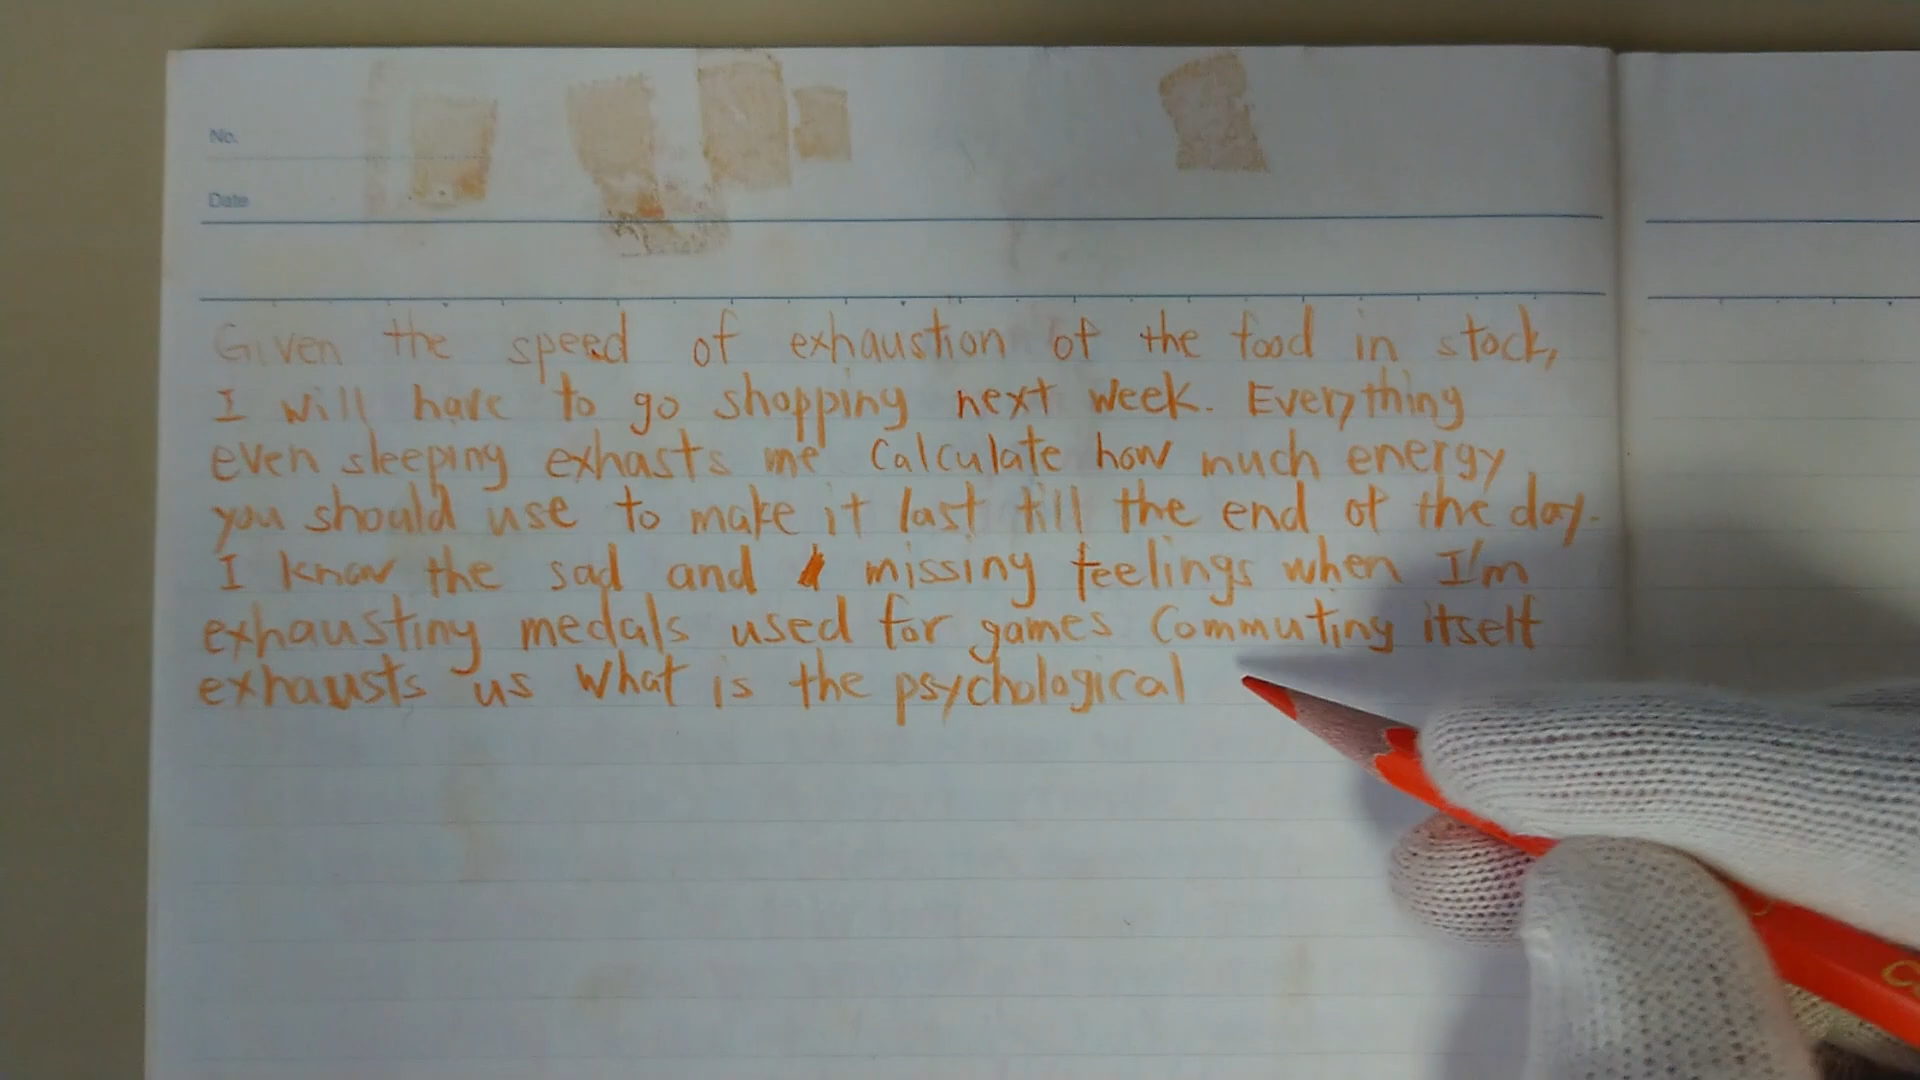 No.
Date
Given the speed of exhaustion of the food in stock,
I will have to go shopping next week. Everything
even sleeping exhasts me Calculate how much energy
you should use to make it last till the end of the day.
I know the sad and missing feelings when I'm
exhausting medals used for games Commuting itself
exhausts us What is the psychological